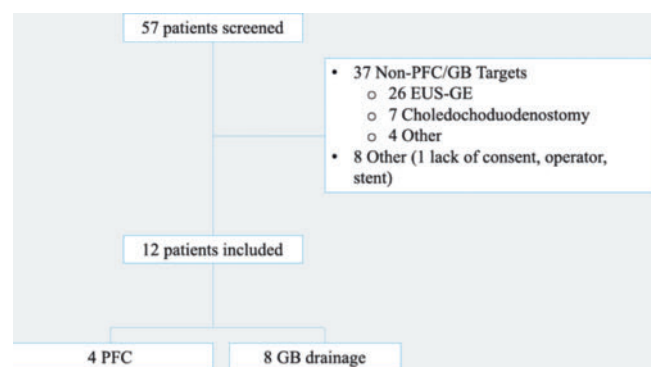 57 patients screened
• 37 Non-PFC/GB Targets
o 26 EUS-GE
o 7 Choledochoduodenostomy
o 4 Other
• 8 Other (1 lack of consent, operator,
stent)
12 patients included
4 PFC
8 GB drainage